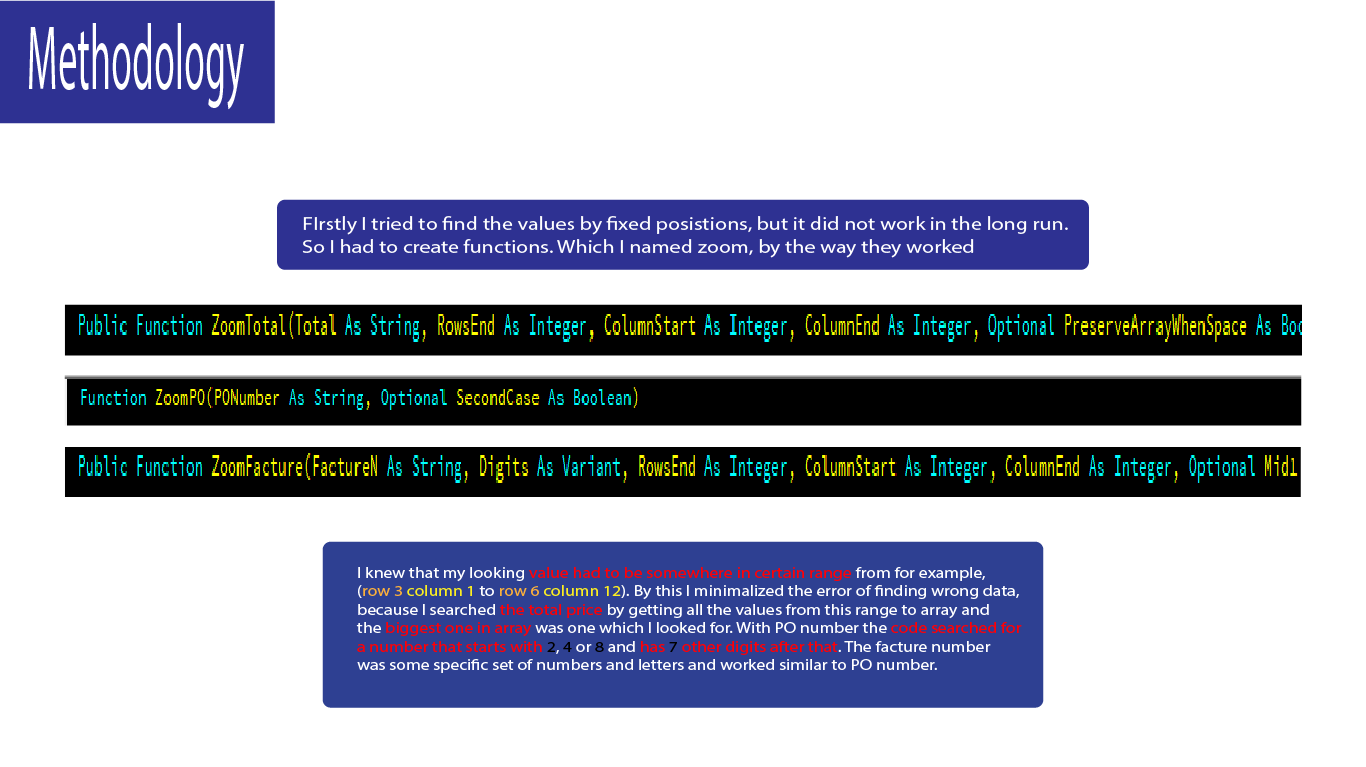 Methodology
FIrstly I tried to find the values by fixed posistions, but it did not work in the long run.
So I had to create functions. Which I named zoom, by the way they worked
Public Function ZoomTotal(Total As String, RowsEnd As Integer, ColumnStart As Integer, ColumnEnd As Integer, Optional PreserveArrayWhenSpace As Boo
Function ZoomPO(PONumber As String, Optional SecondCase As Boolean)
Public Function ZoomFacture(FactureN As String, Digits As Variant, RowsEnd As Integer, ColumnStart As Integer, ColumnEnd As Integer, Optional Mid1
I knew that my looking value had to be somewhere in certain range from for example,
(row 3 column 1 to row 6 column 12). By this I minimalized the error of finding wrong data,
because I searched the total price by getting all the values from this range to array and
the biggest one in array was one which I looked for. With PO number the code searched for
a number that starts with 2, 4 or 8 and has 7 other digits after that. The facture number
was some specific set of numbers and letters and worked similar to PO number.